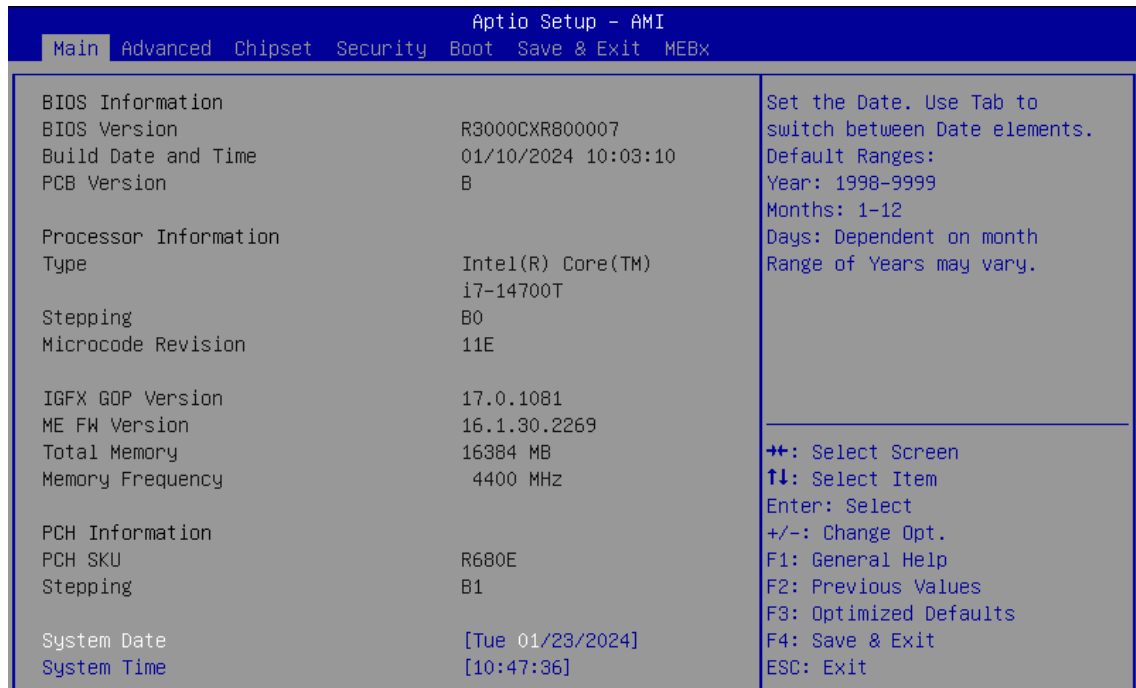 Aptio Setup – AMI
Main Advanced Chipset Security Boot Save & Exit MEBx
BIOS Information
BIOS Version R3000CXR800007
Build Date and Time 01/10/2024 10:03:10
PCB Version B
Processor Information
Type Intel(R) Core(TM)
i7-14700T
Stepping B0
Microcode Revision 11E
IGFX GOP Version 17.0.1081
ME FW Version 16.1.30.2269
Total Memory 16384 MB
Memory Frequency 4400 MHz
PCH Information
PCH SKU R680E
Stepping B1
System Date [Tue 01/23/2024]
System Time [10:47:36]
Set the Date. Use Tab to
switch between Date elements.
Default Ranges:
Year: 1998-9999
Months: 1-12
Days: Dependent on month
Range of Years may vary.
→←: Select Screen
↑↓: Select Item
Enter: Select
+/-: Change Opt.
F1: General Help
F2: Previous Values
F3: Optimized Defaults
F4: Save & Exit
ESC: Exit